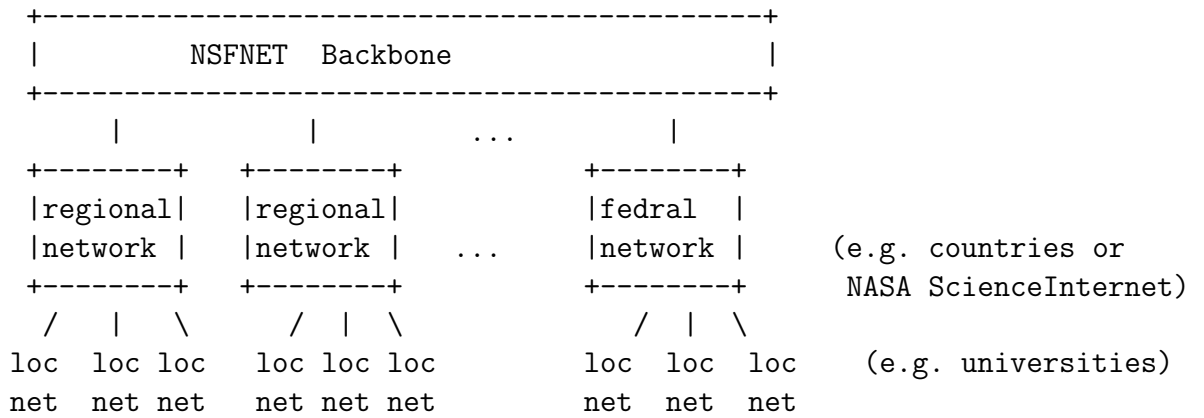 NSFNET Backbone
...
regional regional fedral
network network ... network (e.g. countries or
NASA ScienceInternet)
loc loc loc loc loc loc loc loc loc (e.g. universities)
net net net net net net net net net